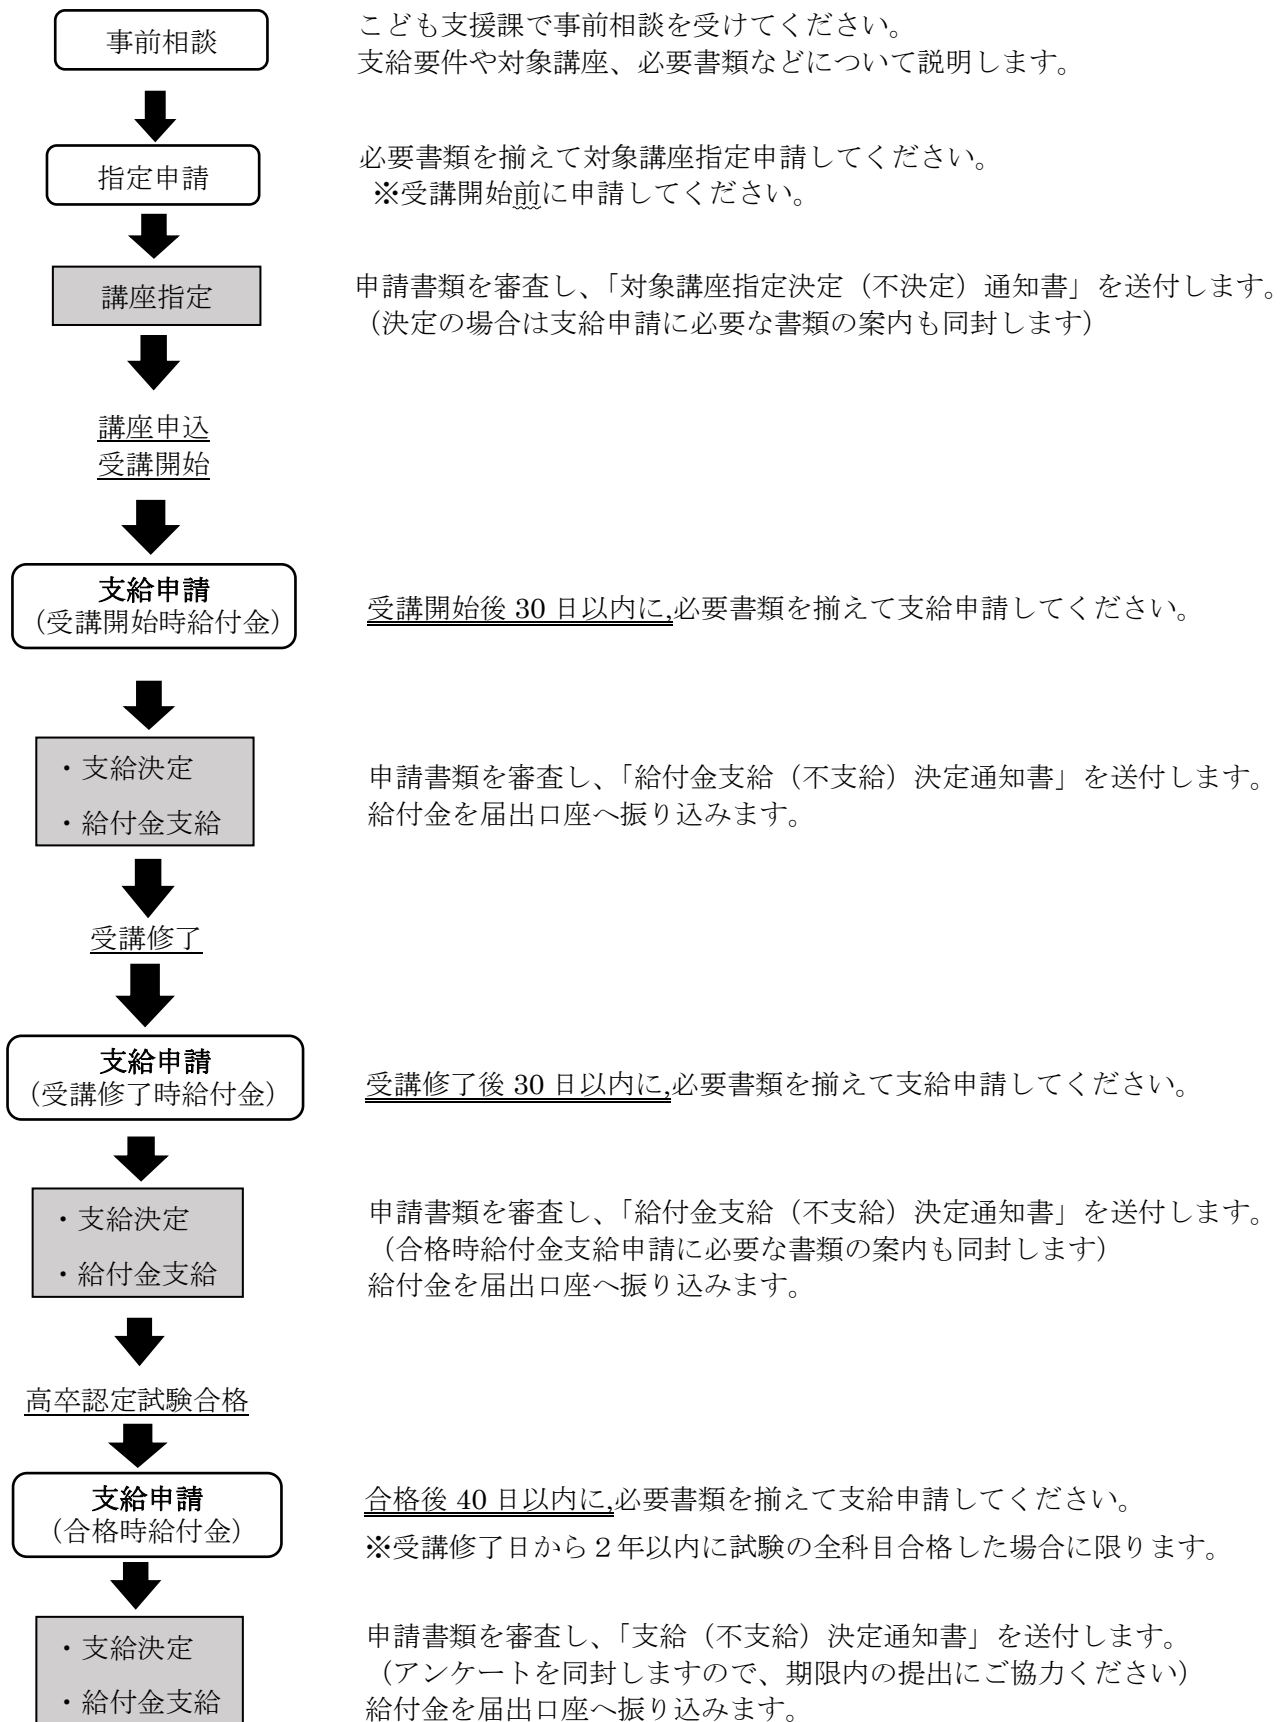 事前相談
こども支援課で事前相談を受けてください。
支給要件や対象講座、必要書類などについて説明します。
指定申請
必要書類を揃えて対象講座指定申請してください。
※受講開始前に申請してください。
講座指定
申請書類を審査し、「対象講座指定決定（不決定）通知書」を送付します。
（決定の場合は支給申請に必要な書類の案内も同封します）
講座申込
受講開始
支給申請
（受講開始時給付金）
受講開始後 30 日以内に,必要書類を揃えて支給申請してください。
・支給決定
・給付金支給
申請書類を審査し、「給付金支給（不支給）決定通知書」を送付します。
給付金を届出口座へ振り込みます。
受講修了
支給申請
（受講修了時給付金）
受講修了後 30 日以内に,必要書類を揃えて支給申請してください。
・支給決定
・給付金支給
申請書類を審査し、「給付金支給（不支給）決定通知書」を送付します。
（合格時給付金支給申請に必要な書類の案内も同封します）
給付金を届出口座へ振り込みます。
高卒認定試験合格
支給申請
（合格時給付金）
合格後 40 日以内に,必要書類を揃えて支給申請してください。
※受講修了日から２年以内に試験の全科目合格した場合に限ります。
・支給決定
・給付金支給
申請書類を審査し、「支給（不支給）決定通知書」を送付します。
（アンケートを同封しますので、期限内の提出にご協力ください）
給付金を届出口座へ振り込みます。